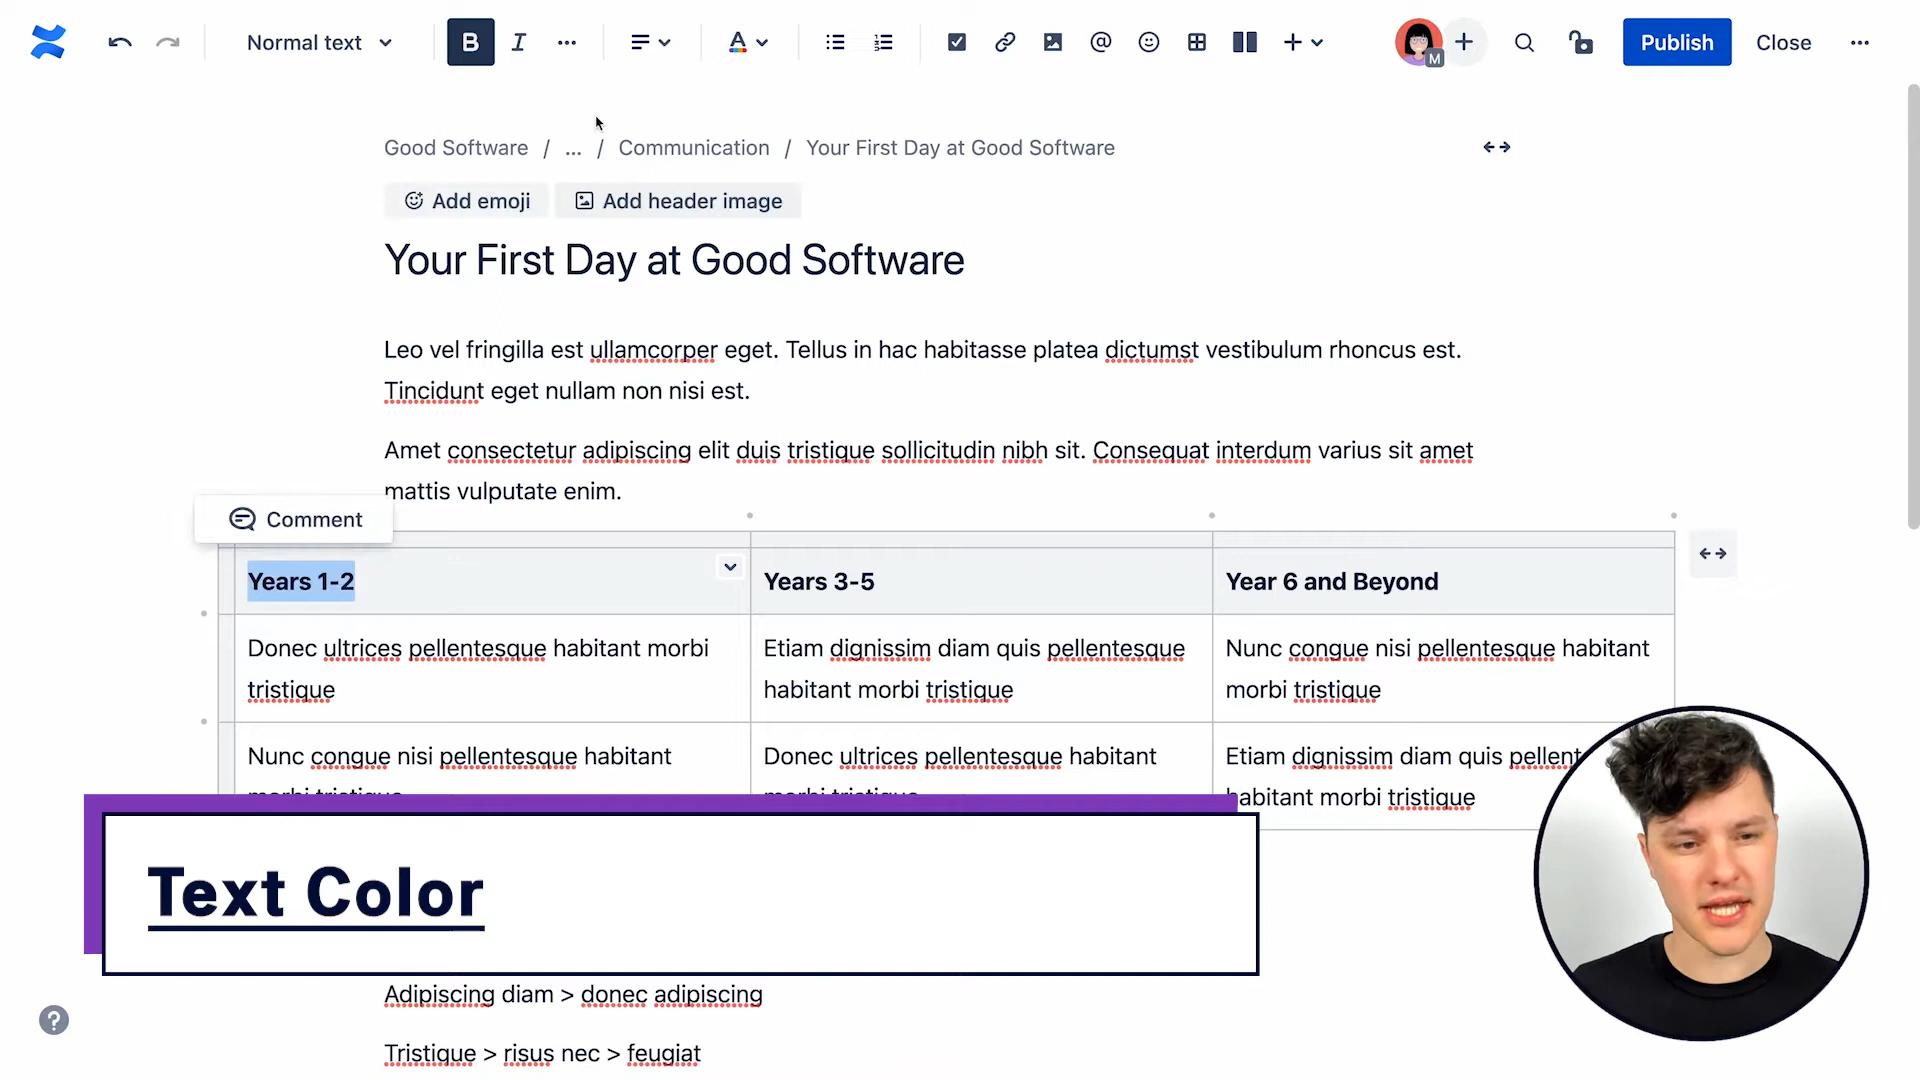 Normal text B I A @ M Publish Close
Good Software / ... / Communication / Your First Day at Good Software
Add emoji Add header image
Your First Day at Good Software
Leo vel fringilla est ullamcorper eget. Tellus in hac habitasse platea dictumst vestibulum rhoncus est.
Tincidunt eget nullam non nisi est.
Amet consectetur adipiscing elit duis tristique sollicitudin nibh sit. Consequat interdum varius sit amet
mattis vulputate enim.
Comment
Years 1-2 Years 3-5 Year 6 and Beyond
Donec ultrices pellentesque habitant morbi Etiam dignissim diam quis pellentesque Nunc congue nisi pellentesque habitant
tristique habitant morbi tristique morbi tristique
Nunc congue nisi pellentesque habitant Donec ultrices pellentesque habitant Etiam dignissim diam quis pellent
morbi tristique morbi tristique habitant morbi tristique
Text Color
Adipiscing diam > donec adipiscing
Tristique > risus nec > feugiat
?